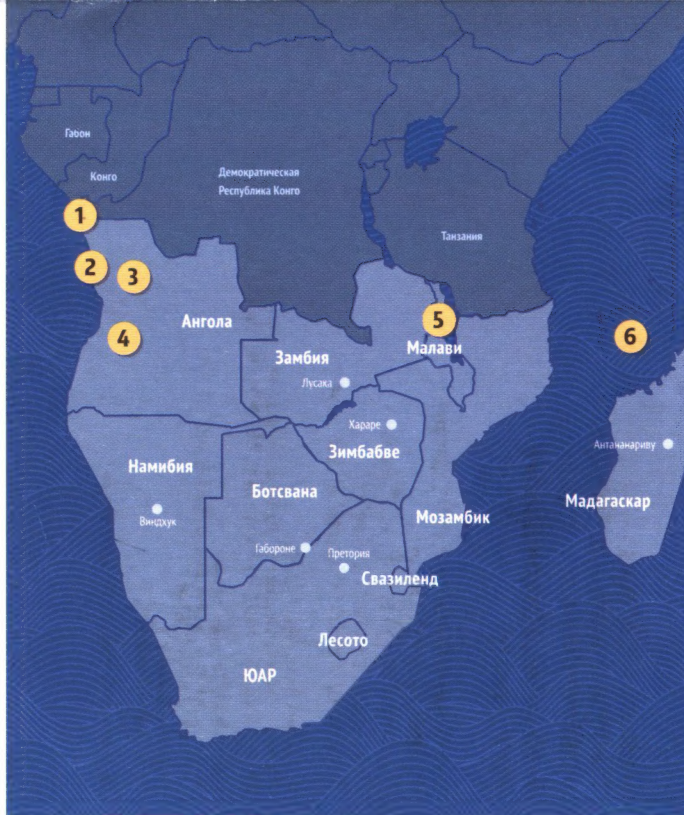 Габон
Конго
Демократическая
Республика Конго
1
Танзания
2
3
Ангола
5
4
6
Малави
Замбия
Лусака
Хараре
Антананариву
Зимбабве
Намибия
Ботсвана
Мадагаскар
Виндхук
Мозамбик
Габороне
Претория
Свазиленд
Лесото
ЮАР